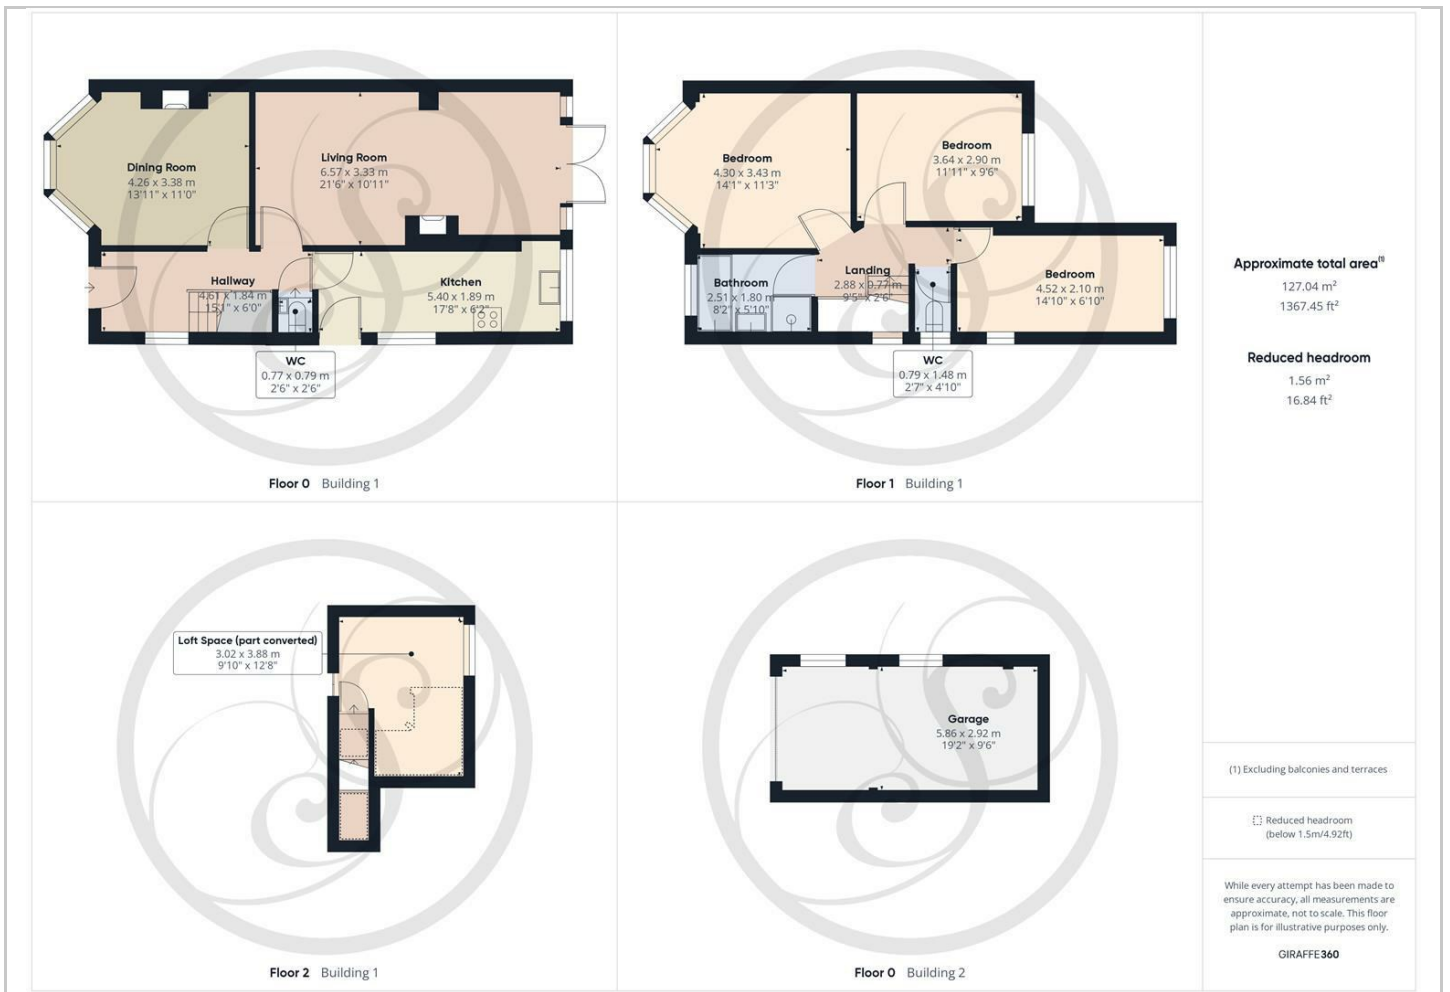 Dining Room
4.26 x 3.38 m
13'11" x 11'0"
Living Room
6.57 x 3.33 m
21'6" x 10'11"
Hallway
4.61 x 1.84 m
15'1" x 6'0"
Kitchen
5.40 x 1.89 m
17'8" x 6'2"
WC
0.77 x 0.79 m
2'6" x 2'6"
Floor 0 Building 1
Bedroom
4.30 x 3.43 m
14'1" x 11'3"
Bedroom
3.64 x 2.90 m
11'11" x 9'6"
Bathroom
2.51 x 1.80 m
8'2" x 5'10"
Landing
2.88 x 0.77 m
9'5" x 2'6"
Bedroom
4.52 x 2.10 m
14'10" x 6'10"
WC
0.79 x 1.48 m
2'7" x 4'10"
Floor 1 Building 1
Loft Space (part converted)
3.02 x 3.88 m
9'10" x 12'8"
Floor 2 Building 1
Garage
5.86 x 2.92 m
19'2" x 9'6"
Floor 0 Building 2
Approximate total area⁽¹⁾
127.04 m²
1367.45 ft²
Reduced headroom
1.56 m²
16.84 ft²
(1) Excluding balconies and terraces
Reduced headroom
(below 1.5m/4.92ft)
While every attempt has been made to
ensure accuracy, all measurements are
approximate, not to scale. This floor
plan is for illustrative purposes only.
GIRAFFE360